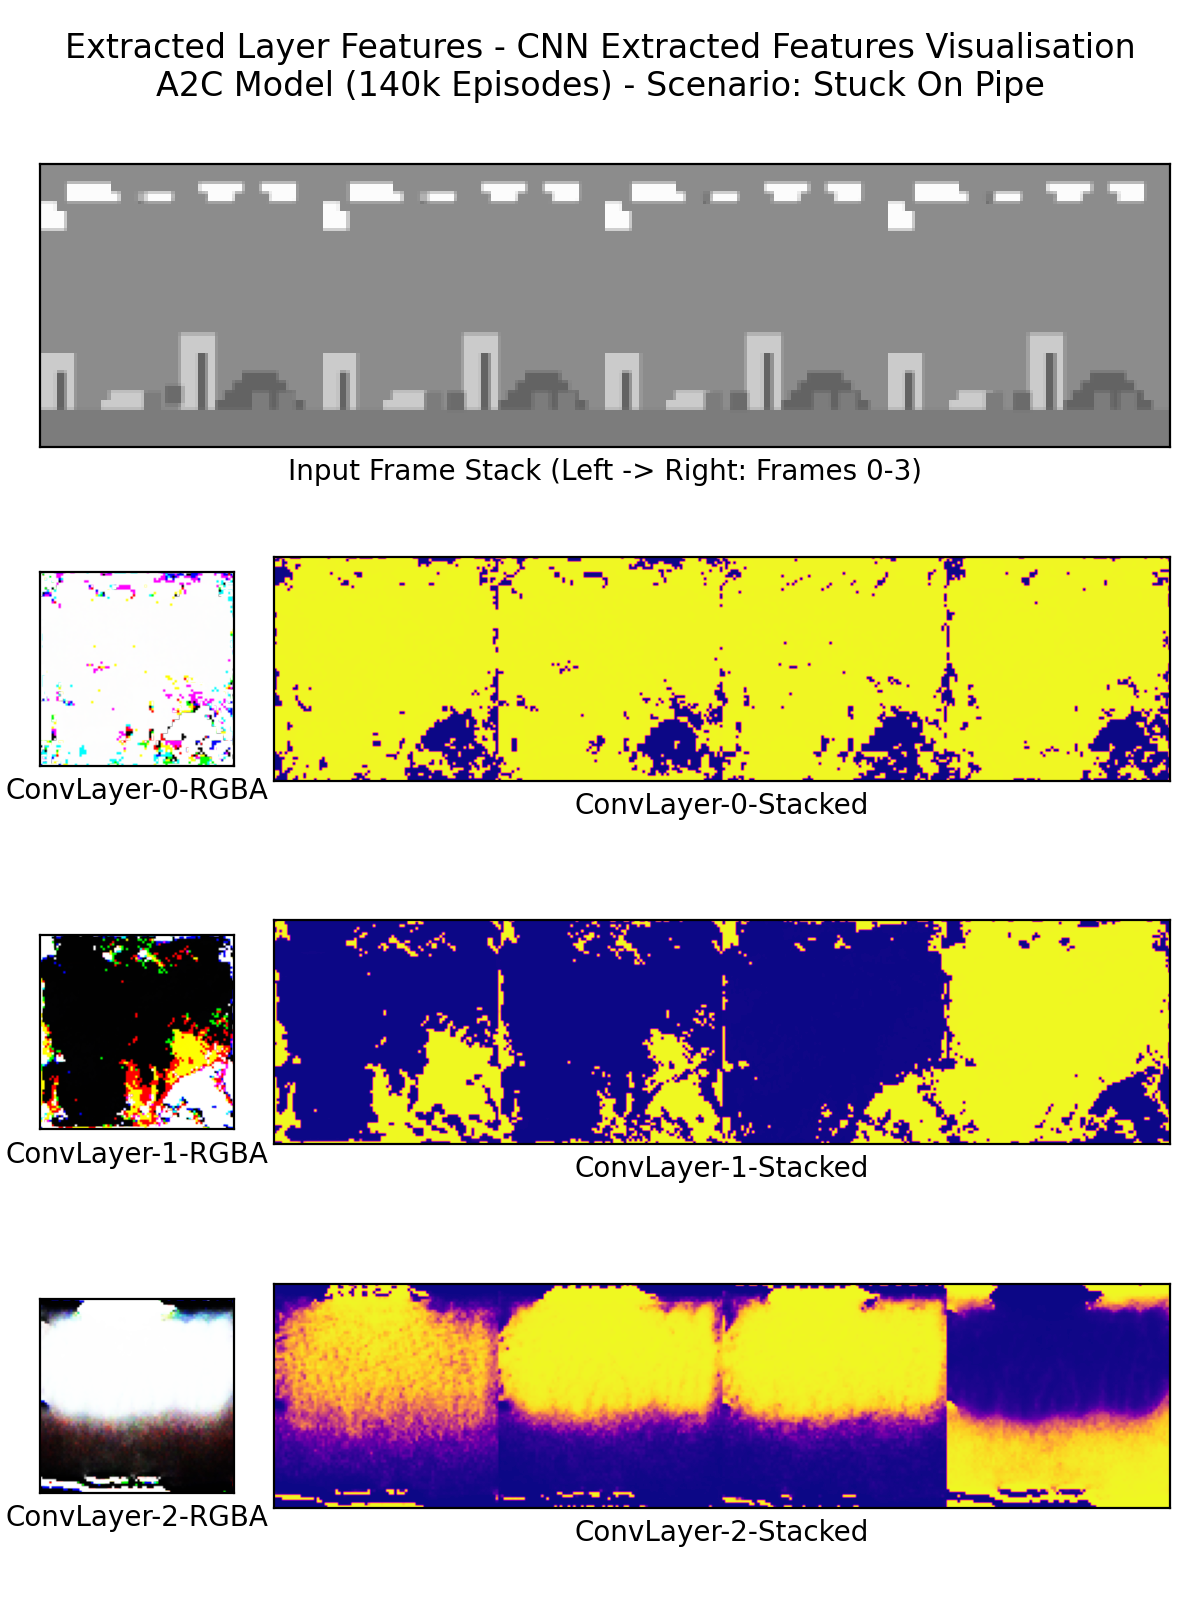 Extracted Layer Features - CNN Extracted Features Visualisation
A2C Model (140k Episodes) - Scenario: Stuck On Pipe
Input Frame Stack (Left -> Right: Frames 0-3)
ConvLayer-0-RGBA
ConvLayer-0-Stacked
ConvLayer-1-RGBA
ConvLayer-1-Stacked
ConvLayer-2-RGBA
ConvLayer-2-Stacked